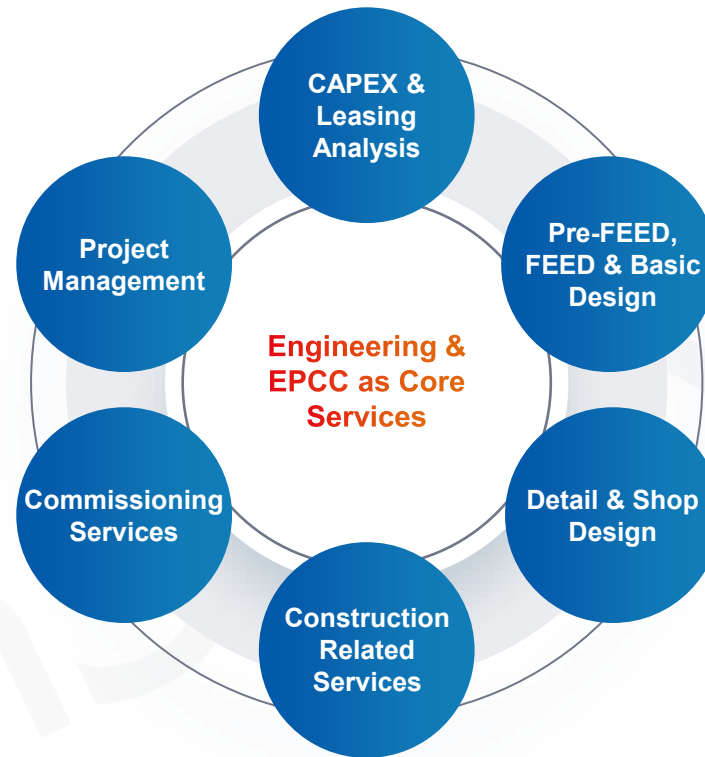 CAPEX &
Leasing
Analysis
Pre-FEED,
FEED & Basic
Design
Detail & Shop
Design
Construction
Related
Services
Commissioning
Services
Project
Management
Engineering &
EPCC as Core
Services